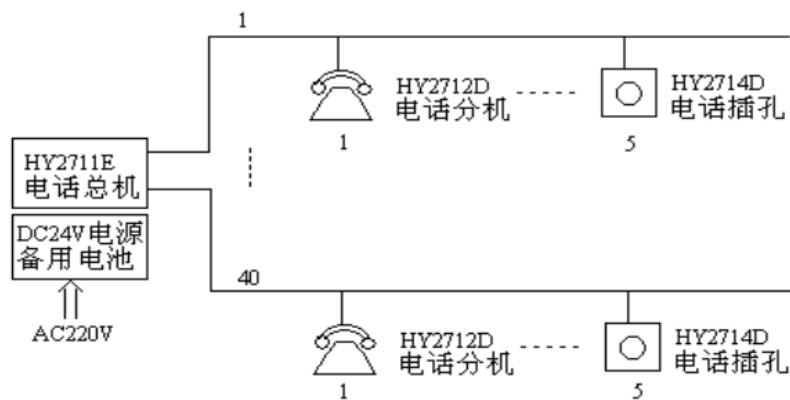 1
HY2712D
电话分机
HY2714D
电话插孔
1
5
HY2711E
电话总机
DC24V电源
备用电池
AC220V
40
HY2712D
电话分机
HY2714D
电话插孔
1
5